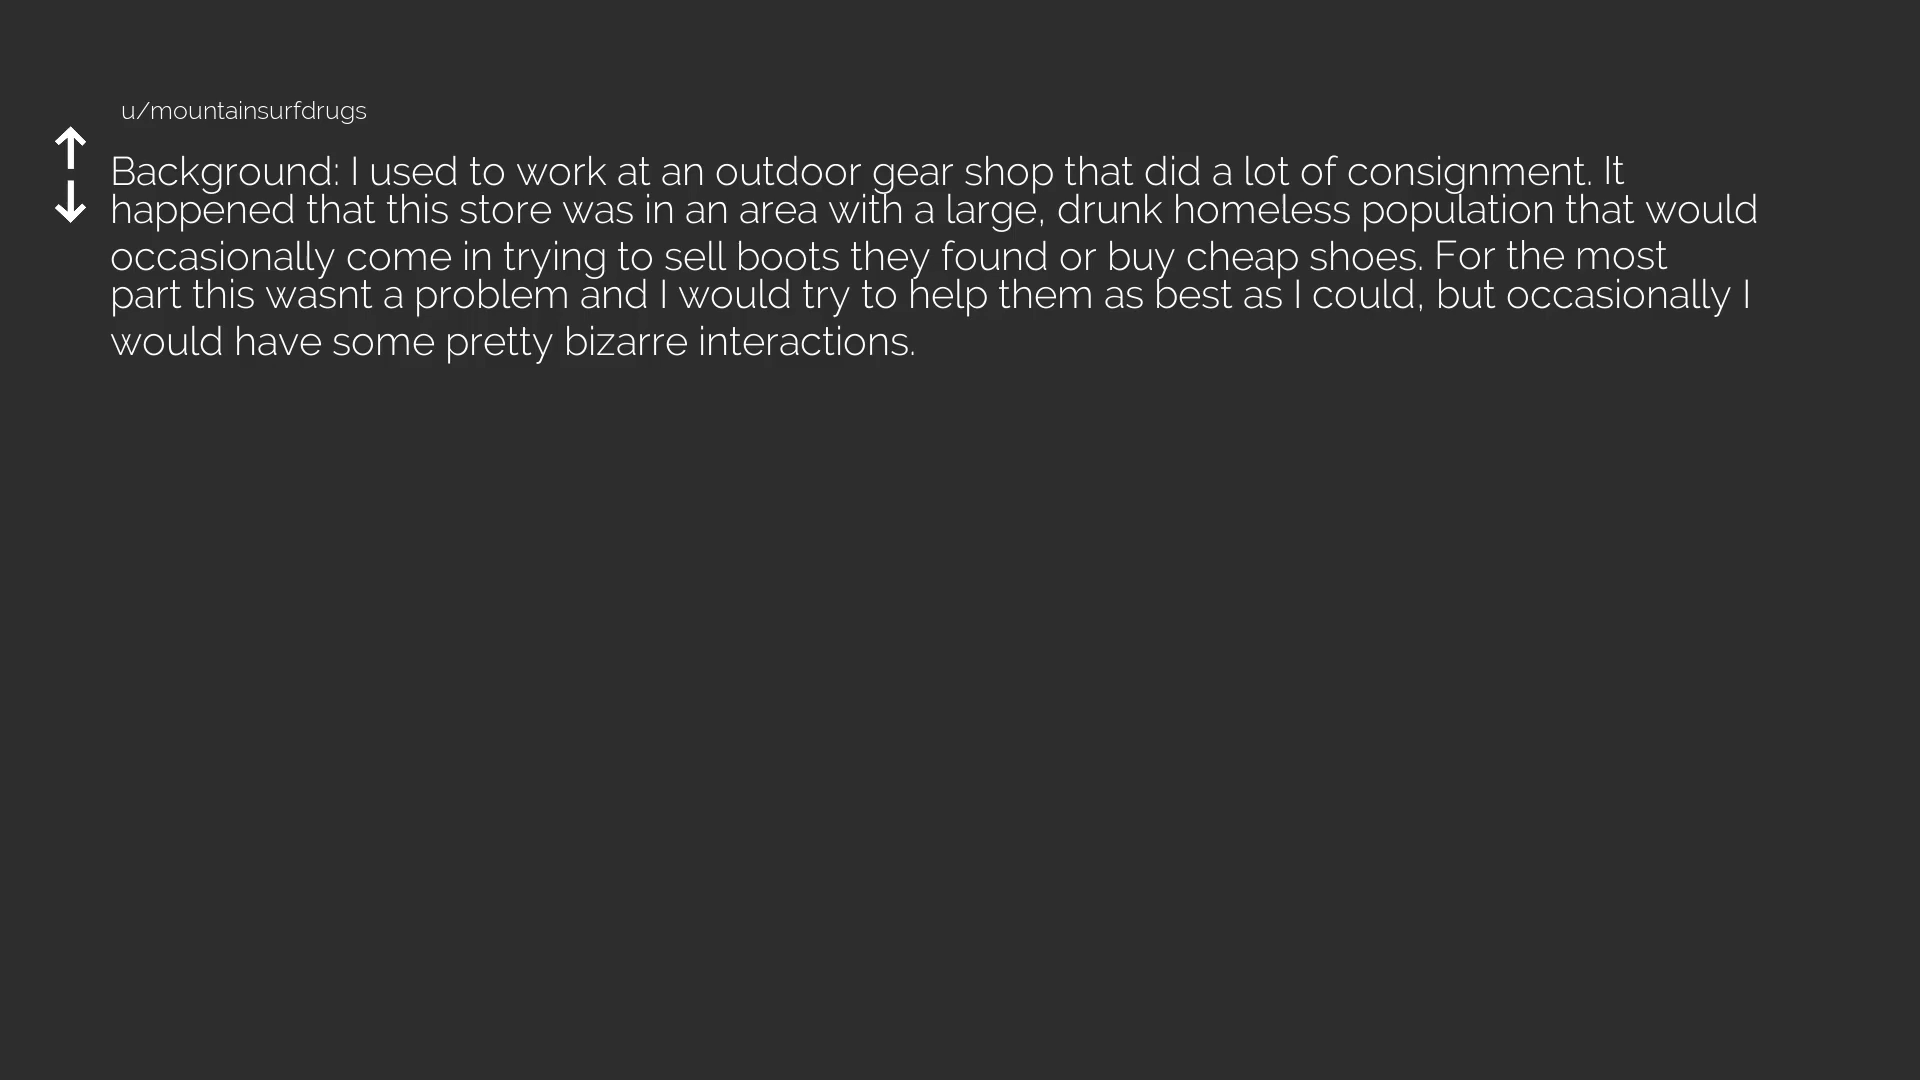 u/mountainsurfdrugs
Background: I used to work at an outdoor gear shop that did a lot of consignment. It
happened that this store was in an area with a large, drunk homeless population that would
occasionally come in trying to sell boots they found or buy cheap shoes. For the most
part this wasnt a problem and I would try to help them as best as I could, but occasionally I
would have some pretty bizarre interactions.